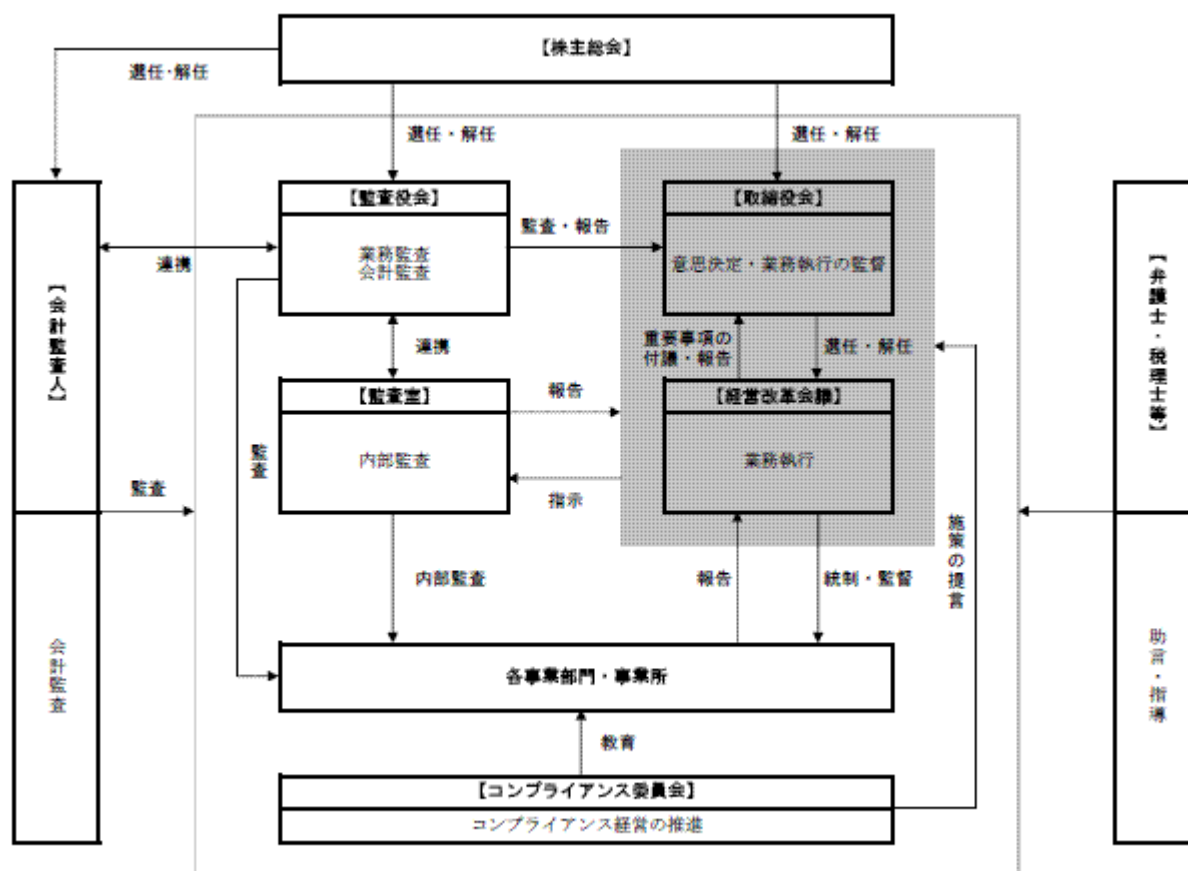 【株主総会】
選任・解任
選任・解任
選任・解任
【監査役会】
業務監査
会計監査
監査・報告
【取締役会】
意思決定・業務執行の監督
連携
【会計監査人】
会計監査
監査
連携
重要事項の
付議・報告
選任・解任
【監査室】
内部監査
報告
指示
【経営改革会議】
業務執行
監査
内部監査
報告
統制・監督
施策の提言
【弁護士・税理士等】
助言・指導
各事業部門・事業所
教育
【コンプライアンス委員会】
コンプライアンス経営の推進